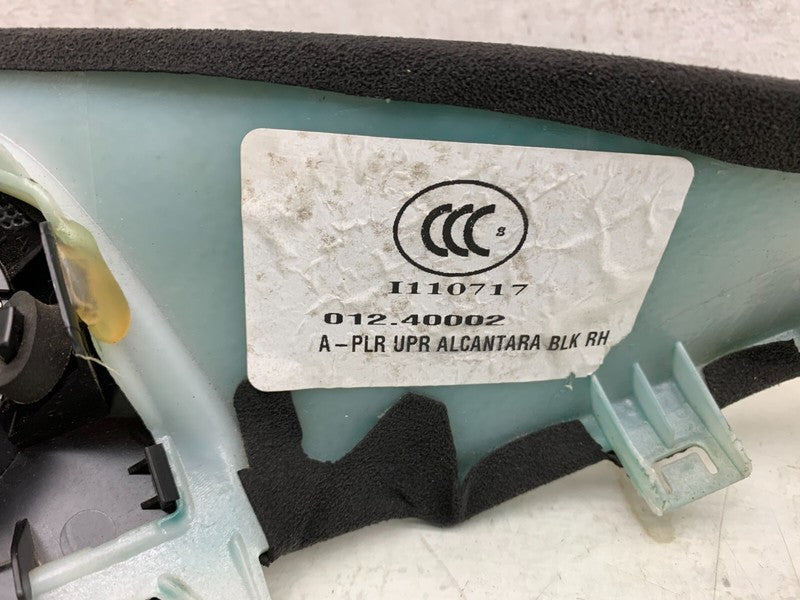 CCC S
I110717
012.40002
A-PLR UPR ALCANTARA BLK RH